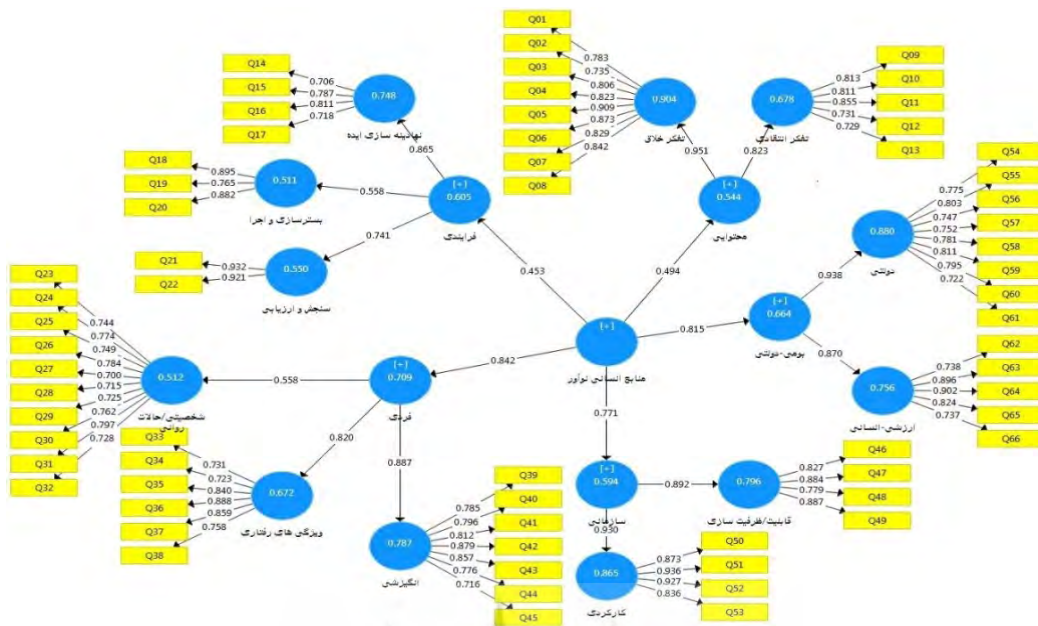 Q01
Q02
Q03
Q04
Q05
Q06
Q07
Q08
0.783
0.735
0.806
0.823
0.909
0.873
0.829
0.842
0.904
تفکر خلاق
Q09
Q10
Q11
Q12
Q13
0.813
0.811
0.855
0.731
0.729
0.678
تفکر انتقادی
0.951
0.823
[+]
0.544
محتوایی
Q14
Q15
Q16
Q17
0.706
0.787
0.811
0.718
0.748
نهادینه سازی ایده
0.865
Q18
Q19
Q20
0.895
0.765
0.882
0.511
بسترسازی و اجرا
0.558
[+]
0.605
فرایندی
0.741
Q21
Q22
0.932
0.921
0.550
سنجش و ارزیابی
0.453
0.494
[+]
منابع انسانی نوآور
0.815
[+]
0.664
بومی-دولتی
0.938
0.870
0.880
دولتی
Q54
Q55
Q56
Q57
Q58
Q59
Q60
Q61
0.775
0.803
0.747
0.752
0.781
0.811
0.795
0.722
0.756
ارزشی-انسانی
Q62
Q63
Q64
Q65
Q66
0.738
0.896
0.902
0.824
0.737
0.842
[+]
0.709
فردی
0.558
0.820
0.887
Q23
Q24
Q25
Q26
Q27
Q28
Q29
Q30
Q31
Q32
0.744
0.774
0.749
0.784
0.700
0.715
0.725
0.762
0.797
0.728
0.512
شخصیتی/حالات
روانی
Q33
Q34
Q35
Q36
Q37
Q38
0.731
0.723
0.840
0.888
0.859
0.758
0.672
ویژگی های رفتاری
Q39
Q40
Q41
Q42
Q43
Q44
Q45
0.785
0.796
0.812
0.879
0.857
0.776
0.716
0.787
انگیزشی
0.771
[+]
0.594
سازمانی
0.892
0.930
0.796
قابلیت/ظرفیت سازی
Q46
Q47
Q48
Q49
0.827
0.884
0.779
0.887
0.865
کارکردی
Q50
Q51
Q52
Q53
0.873
0.936
0.927
0.836